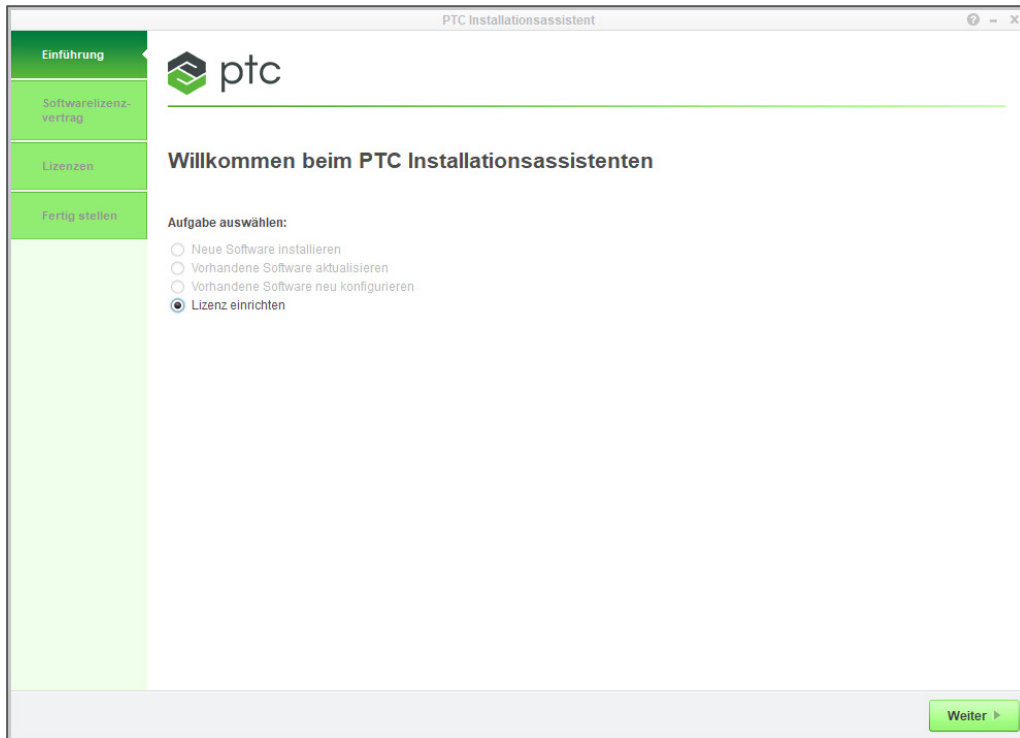 PTC Installationsassistent
Einführung
Softwarelizenz-
vertrag
Lizenzen
Fertig stellen
ptc
Willkommen beim PTC Installationsassistenten
Aufgabe auswählen:
Neue Software installieren
Vorhandene Software aktualisieren
Vorhandene Software neu konfigurieren
Lizenz einrichten
Weiter